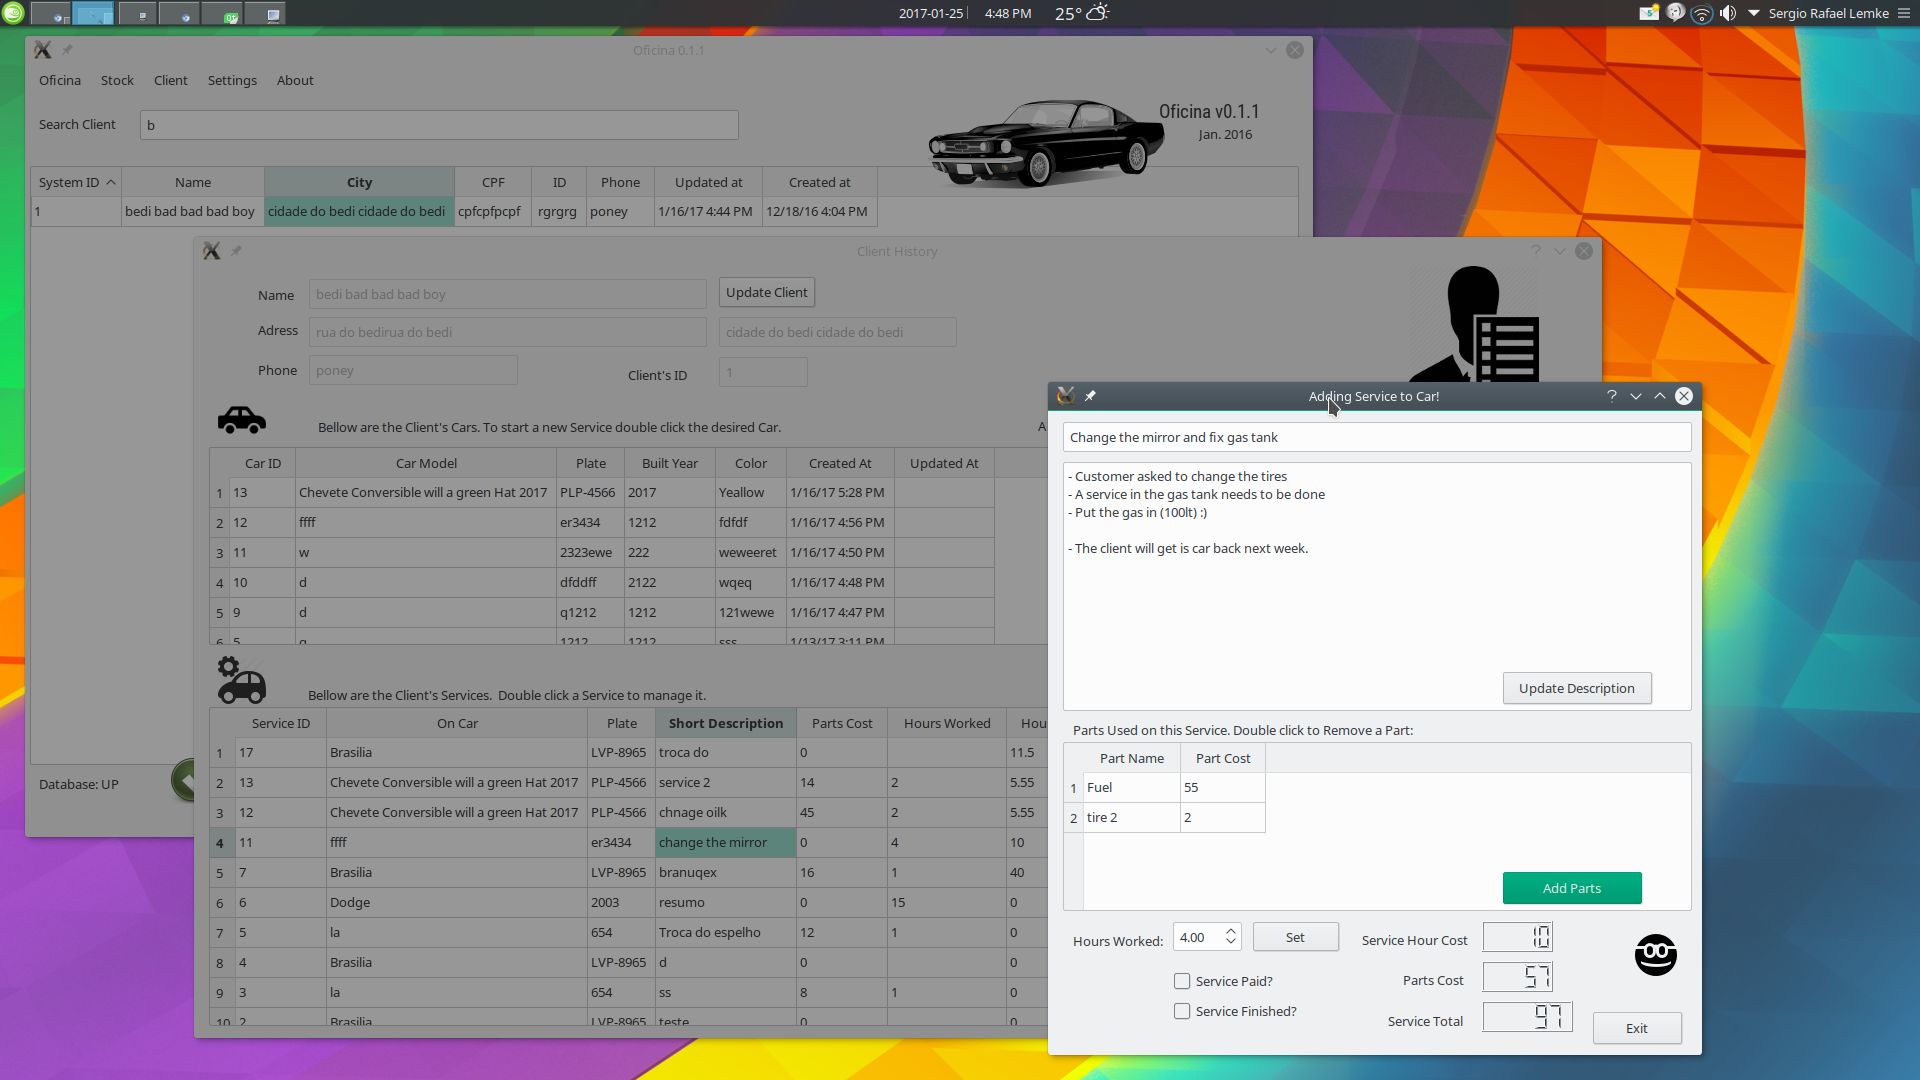 2017-01-25 4:48 PM 25° Sergio Rafael Lemke
Oficina 0.1.1
Oficina Stock Client Settings About
Search Client b
Oficina v0.1.1
Jan. 2016
System ID Name City CPF ID Phone Updated at Created at
1 bedi bad bad bad boy cidade do bedi cidade do bedi cpfcpfpcpf rgrgrg poney 1/16/17 4:44 PM 12/18/16 4:04 PM
Database: UP
Client History
Name bedi bad bad bad boy Update Client
Adress rua do bedirua do bedi cidade do bedi cidade do bedi
Phone poney Client's ID 1
Bellow are the Client's Cars. To start a new Service double click the desired Car. A
Car ID Car Model Plate Built Year Color Created At Updated At
1 13 Chevete Conversible will a green Hat 2017 PLP-4566 2017 Yeallow 1/16/17 5:28 PM
2 12 ffff er3434 1212 fdfdf 1/16/17 4:56 PM
3 11 w 2323ewe 222 weweeret 1/16/17 4:50 PM
4 10 d dfddff 2122 wqeq 1/16/17 4:48 PM
5 9 d q1212 1212 121wewe 1/16/17 4:47 PM
6 5 1212 1212 sss 1/13/17 3:11 PM
Bellow are the Client's Services. Double click a Service to manage it.
Service ID On Car Plate Short Description Parts Cost Hours Worked Hou
1 17 Brasilia LVP-8965 troca do 0 11.5
2 13 Chevete Conversible will a green Hat 2017 PLP-4566 service 2 14 2 5.55
3 12 Chevete Conversible will a green Hat 2017 PLP-4566 chnage oilk 45 2 5.55
4 11 ffff er3434 change the mirror 0 4 10
5 7 Brasilia LVP-8965 branuqex 16 1 40
6 6 Dodge 2003 resumo 0 15 0
7 5 la 654 Troca do espelho 12 1 0
8 4 Brasilia LVP-8965 d 0 0
9 3 la 654 ss 8 1 0
10 2 Brasilia LVP-8965 teste 0 0
Adding Service to Car!
Change the mirror and fix gas tank
- Customer asked to change the tires
- A service in the gas tank needs to be done
- Put the gas in (100lt) :)
- The client will get is car back next week.
Update Description
Parts Used on this Service. Double click to Remove a Part:
Part Name Part Cost
1 Fuel 55
2 tire 2 2
Add Parts
Hours Worked: 4.00 Set Service Hour Cost 10
Service Paid? Parts Cost 57
Service Finished? Service Total 97
Exit